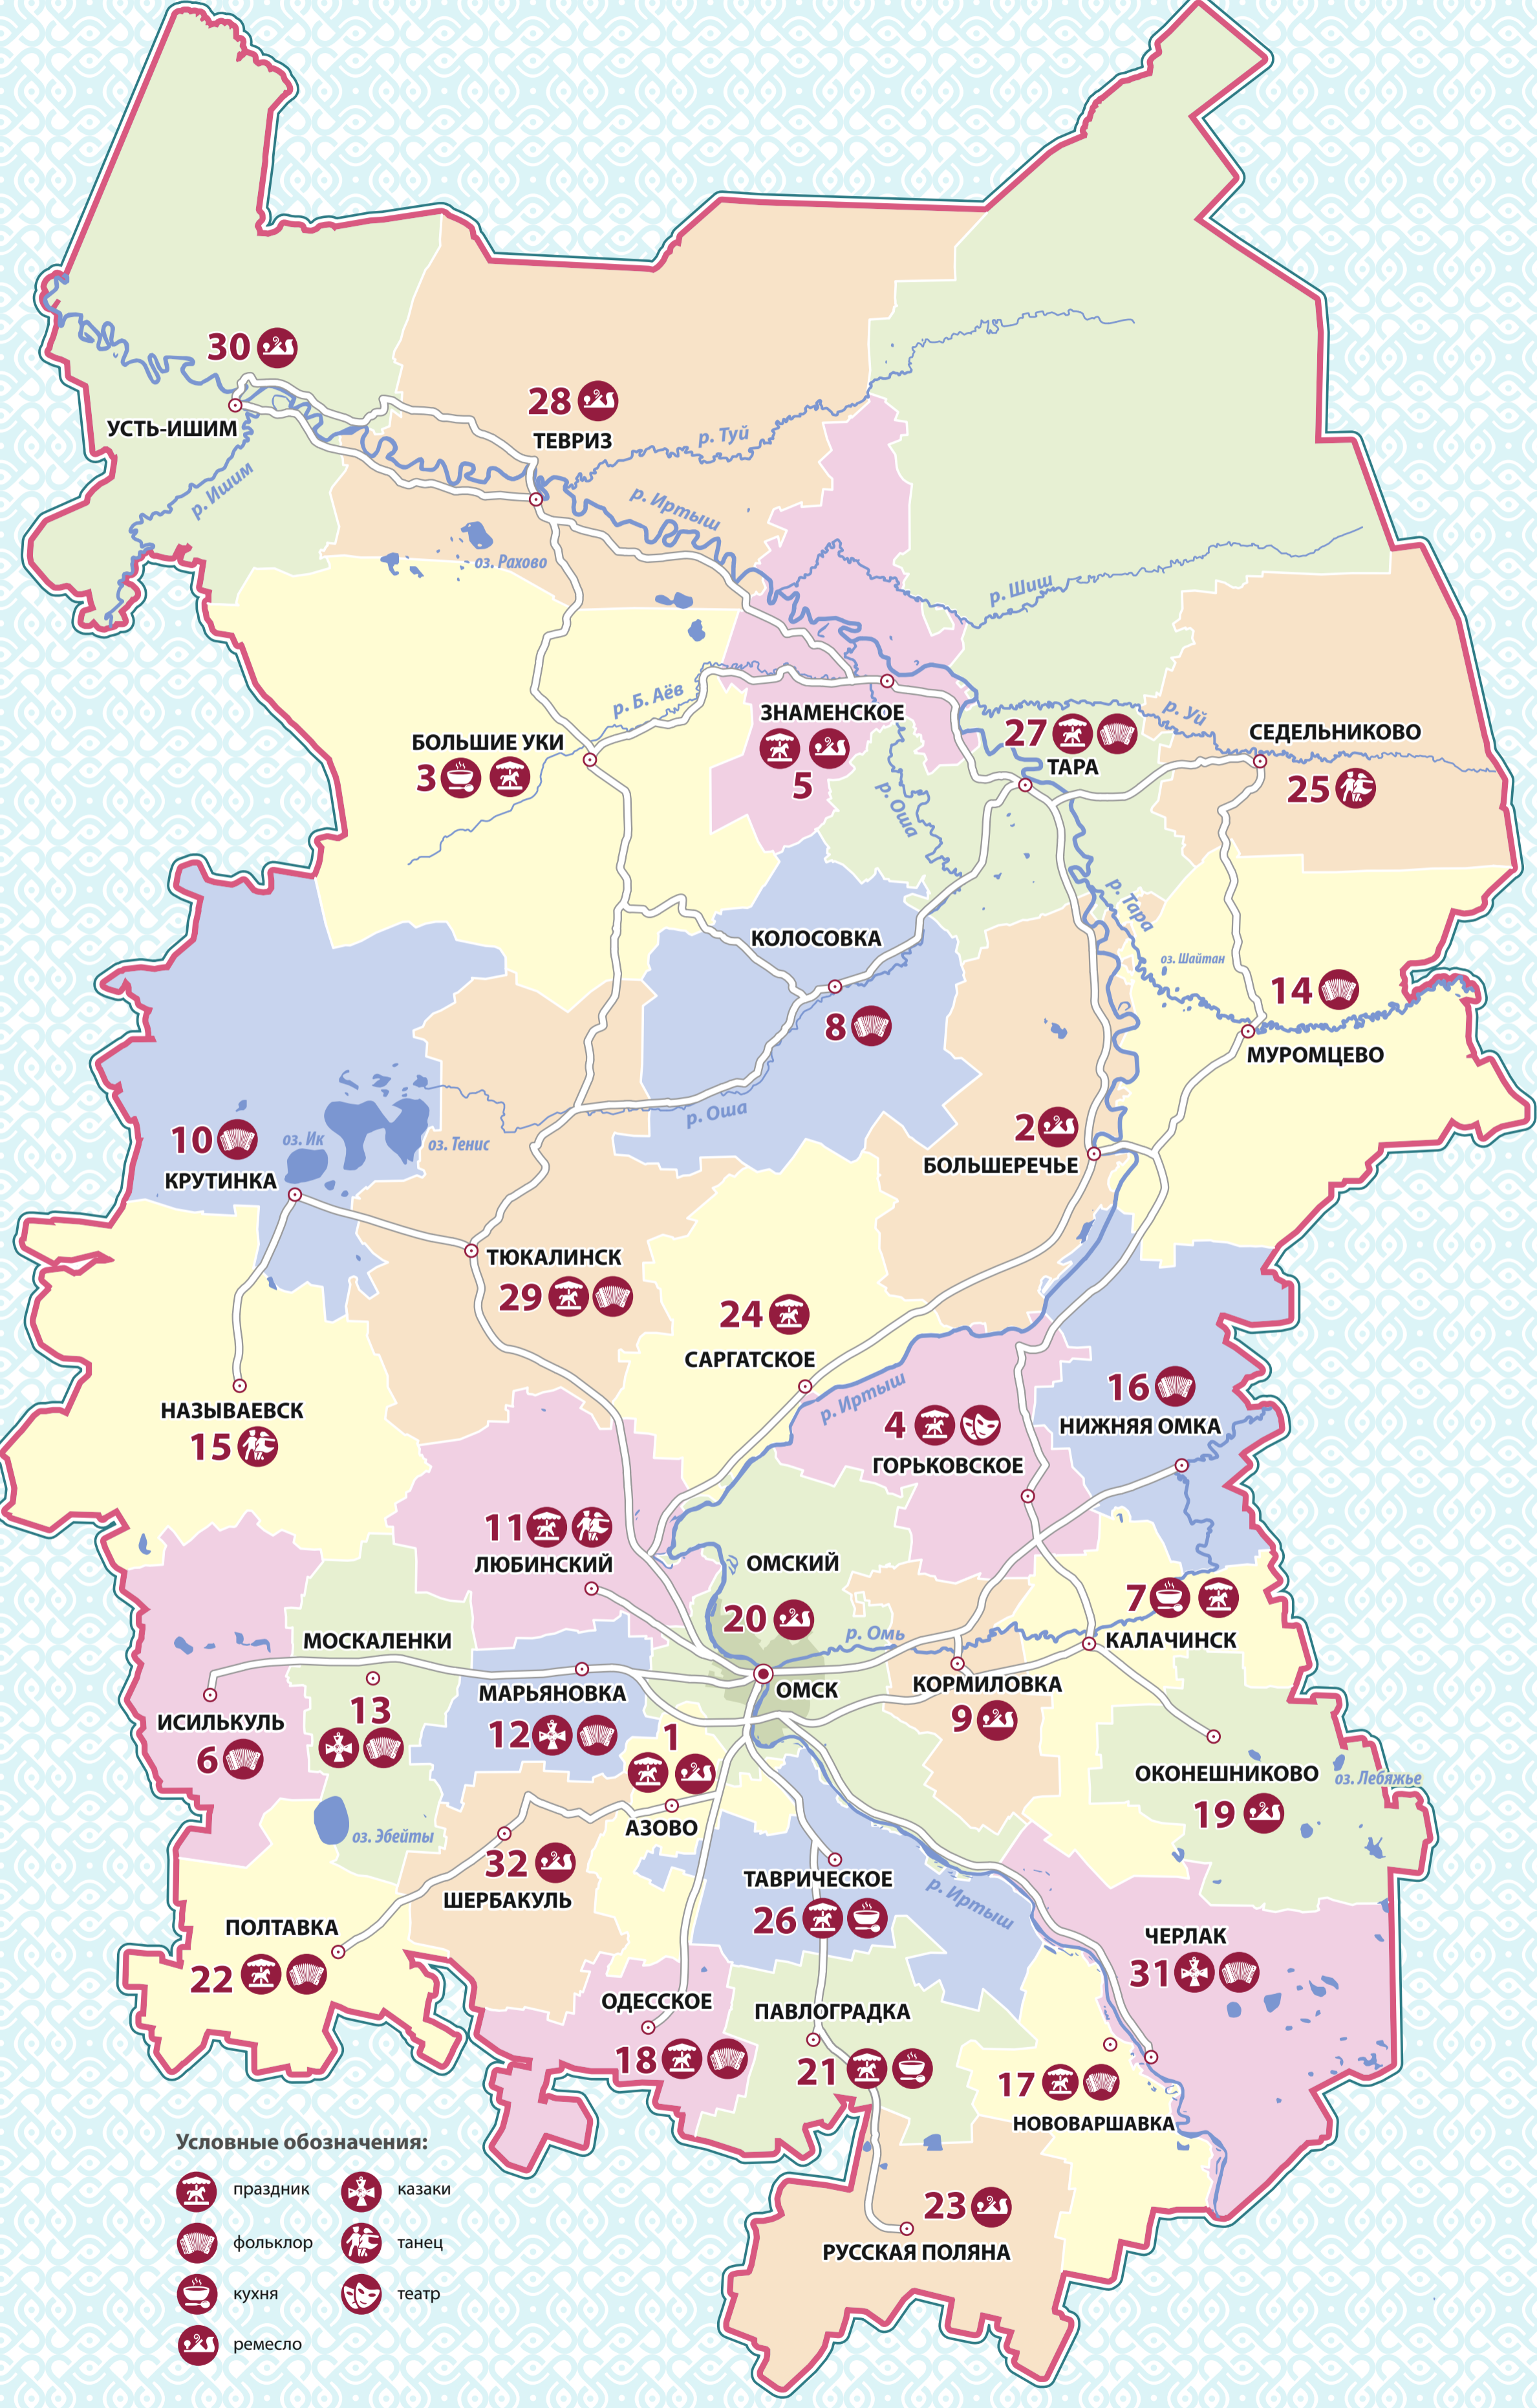 30
УСТЬ-ИШИМ
р. Ишим
28
ТЕВРИЗ
р. Туй
р. Иртыш
оз. Рахово
р. Шиш
р. Б. Аёв
ЗНАМЕНСКОЕ
5
БОЛЬШИЕ УКИ
3
27
ТАРА
р. Уй
СЕДЕЛЬНИКОВО
25
р. Оша
р. Тара
КОЛОСОВКА
8
оз. Шайтан
14
МУРОМЦЕВО
р. Оша
10
оз. Ик
оз. Тенис
КРУТИНКА
2
БОЛЬШЕРЕЧЬЕ
ТЮКАЛИНСК
29
24
САРГАТСКОЕ
р. Иртыш
НАЗЫВАЕВСК
15
16
НИЖНЯЯ ОМКА
4
ГОРЬКОВСКОЕ
11
ЛЮБИНСКИЙ
ОМСКИЙ
20
р. Омь
7
КАЛАЧИНСК
МОСКАЛЕНКИ
13
МАРЬЯНОВКА
12
ОМСК
КОРМИЛОВКА
9
ИСИЛЬКУЛЬ
6
1
АЗОВО
ОКОНЕШНИКОВО
19
оз. Лебяжье
оз. Эбейты
32
ШЕРБАКУЛЬ
ТАВРИЧЕСКОЕ
26
р. Иртыш
ПОЛТАВКА
22
ЧЕРЛАК
31
ОДЕССКОЕ
18
ПАВЛОГРАДКА
21
17
НОВОВАРШАВКА
23
РУССКАЯ ПОЛЯНА
Условные обозначения:
праздник
казаки
фольклор
танец
кухня
театр
ремесло